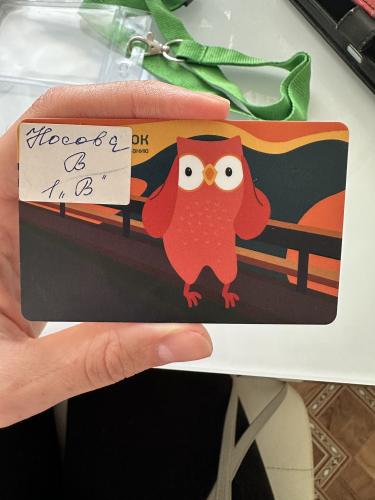 Носова
В
1 „В"
ок